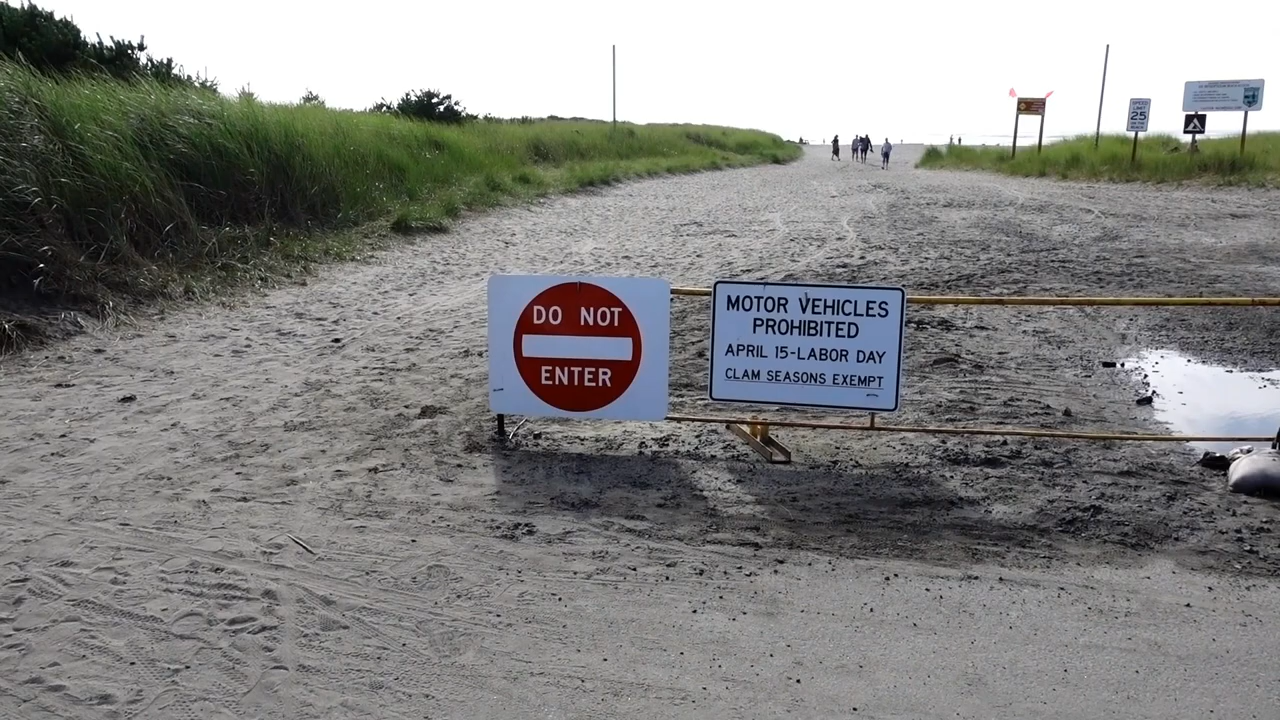 DO NOT
ENTER
MOTOR VEHICLES
PROHIBITED
APRIL 15-LABOR DAY
CLAM SEASONS EXEMPT
SPEED
LIMIT
25